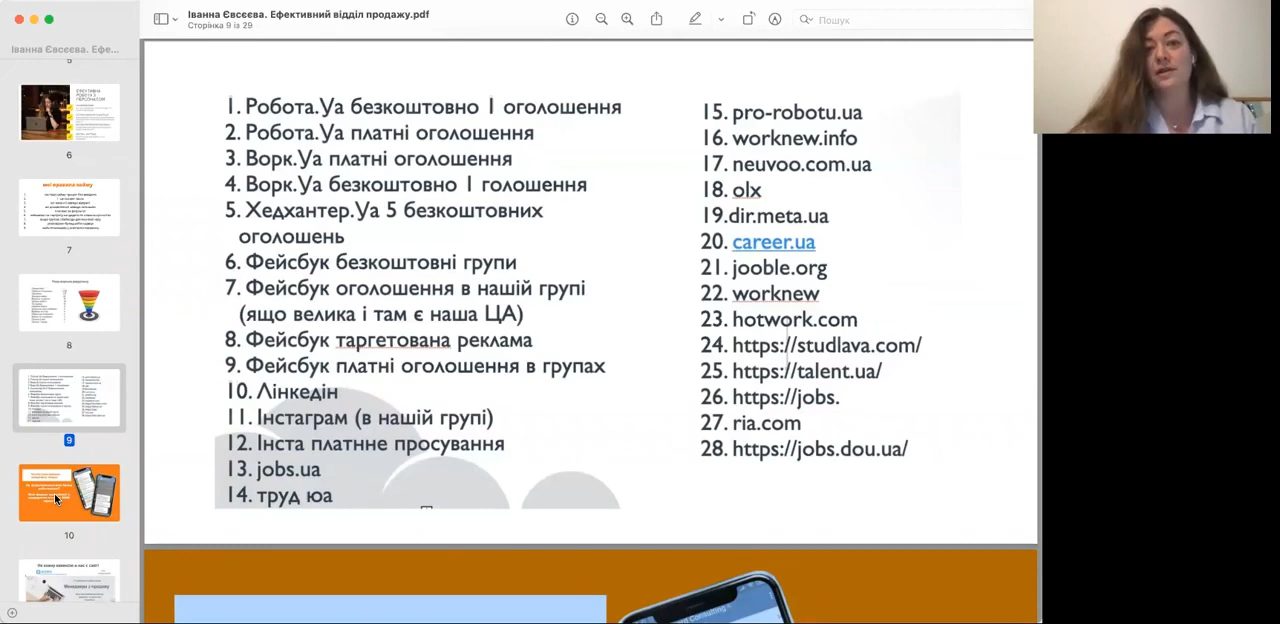 Іванна Євсєєва. Ефективний відділ продажу.pdf
Сторінка 9 із 29
Пошук
Іванна Євсєєва. Ефе...
5
6
7
8
9
10
1. Робота.Уа безкоштовно 1 оголошення
2. Робота.Уа платні оголошення
3. Ворк.Уа платні оголошення
4. Ворк.Уа безкоштовно 1 голошення
5. Хедхантер.Уа 5 безкоштовних
оголошень
6. Фейсбук безкоштовні групи
7. Фейсбук оголошення в нашій групі
(ящо велика і там є наша ЦА)
8. Фейсбук таргетована реклама
9. Фейсбук платні оголошення в групах
10. Лінкедін
11. Інстаграм (в нашій групі)
12. Інста платнне просування
13. jobs.ua
14. труд юа
15. pro-robotu.ua
16. worknew.info
17. neuvoo.com.ua
18. olx
19.dir.meta.ua
20. career.ua
21. jooble.org
22. worknew
23. hotwork.com
24. https://studlava.com/
25. https://talent.ua/
26. https://jobs.
27. ria.com
28. https://jobs.dou.ua/